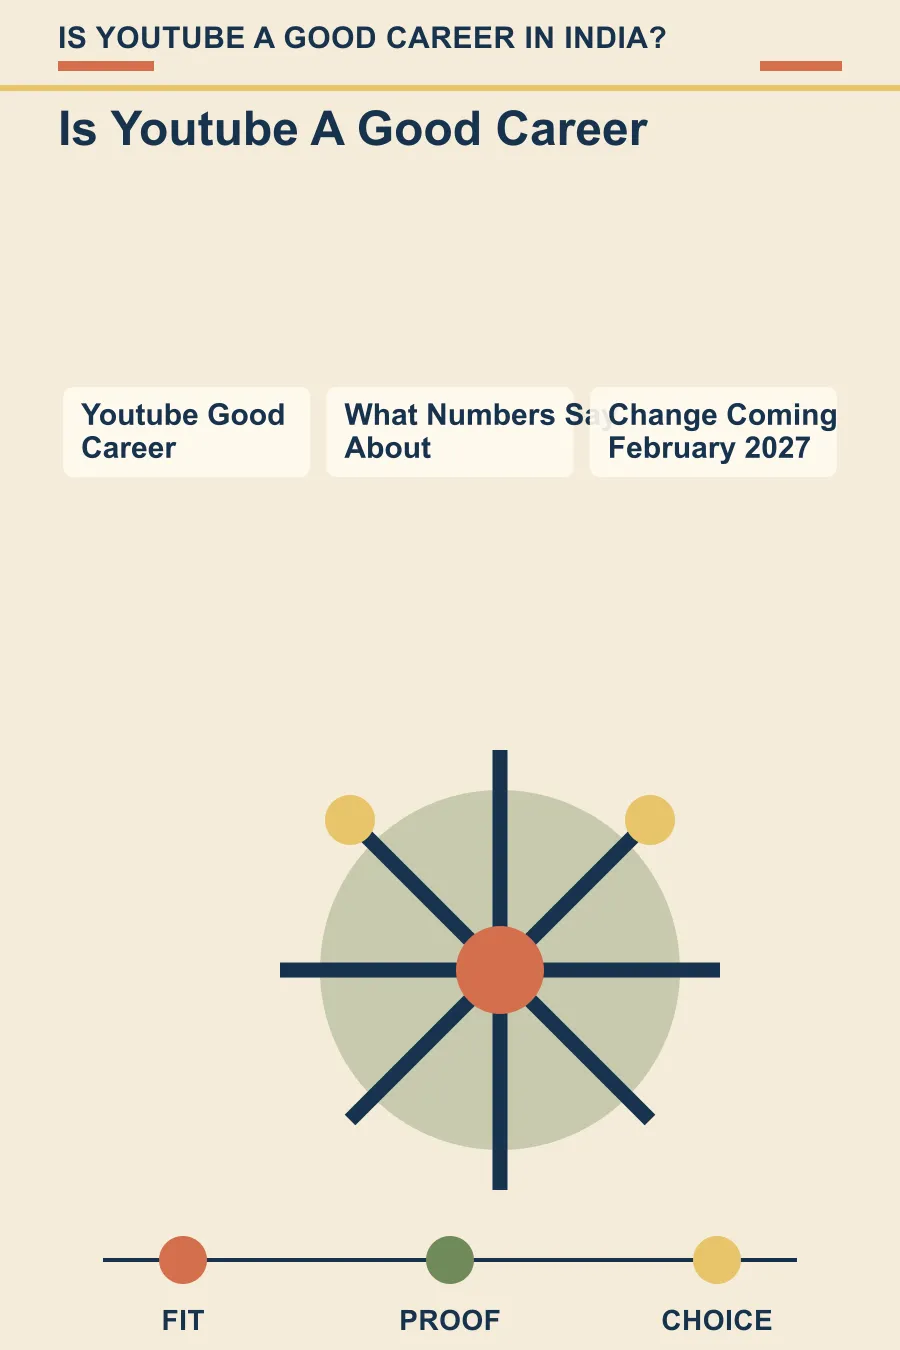 IS YOUTUBE A GOOD CAREER IN INDIA?
Is Youtube A Good Career
Youtube Good
Career
What Numbers Say
About
Change Coming
February 2027
FIT
PROOF
CHOICE